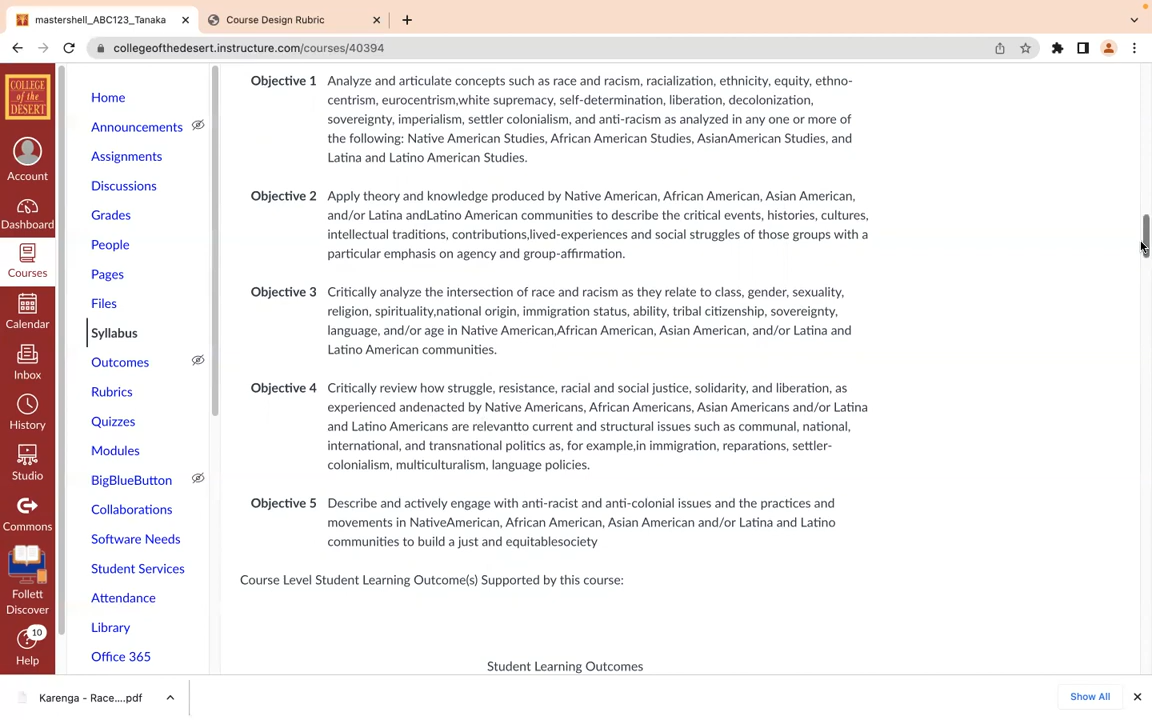 mastershell_ABC123_Tanaka
Course Design Rubric
collegeofthedesert.instructure.com/courses/40394
COLLEGE
of the
DESERT
Account
Dashboard
Courses
Calendar
Inbox
History
Studio
Commons
Follett
Discover
10
Help
Home
Announcements
Assignments
Discussions
Grades
People
Pages
Files
Syllabus
Outcomes
Rubrics
Quizzes
Modules
BigBlueButton
Collaborations
Software Needs
Student Services
Attendance
Library
Office 365
Objective 1 Analyze and articulate concepts such as race and racism, racialization, ethnicity, equity, ethno-
centrism, eurocentrism,white supremacy, self-determination, liberation, decolonization,
sovereignty, imperialism, settler colonialism, and anti-racism as analyzed in any one or more of
the following: Native American Studies, African American Studies, AsianAmerican Studies, and
Latina and Latino American Studies.
Objective 2 Apply theory and knowledge produced by Native American, African American, Asian American,
and/or Latina andLatino American communities to describe the critical events, histories, cultures,
intellectual traditions, contributions,lived-experiences and social struggles of those groups with a
particular emphasis on agency and group-affirmation.
Objective 3 Critically analyze the intersection of race and racism as they relate to class, gender, sexuality,
religion, spirituality,national origin, immigration status, ability, tribal citizenship, sovereignty,
language, and/or age in Native American,African American, Asian American, and/or Latina and
Latino American communities.
Objective 4 Critically review how struggle, resistance, racial and social justice, solidarity, and liberation, as
experienced andenacted by Native Americans, African Americans, Asian Americans and/or Latina
and Latino Americans are relevantto current and structural issues such as communal, national,
international, and transnational politics as, for example,in immigration, reparations, settler-
colonialism, multiculturalism, language policies.
Objective 5 Describe and actively engage with anti-racist and anti-colonial issues and the practices and
movements in NativeAmerican, African American, Asian American and/or Latina and Latino
communities to build a just and equitablesociety
Course Level Student Learning Outcome(s) Supported by this course:
Student Learning Outcomes
Karenga - Race....pdf
Show All